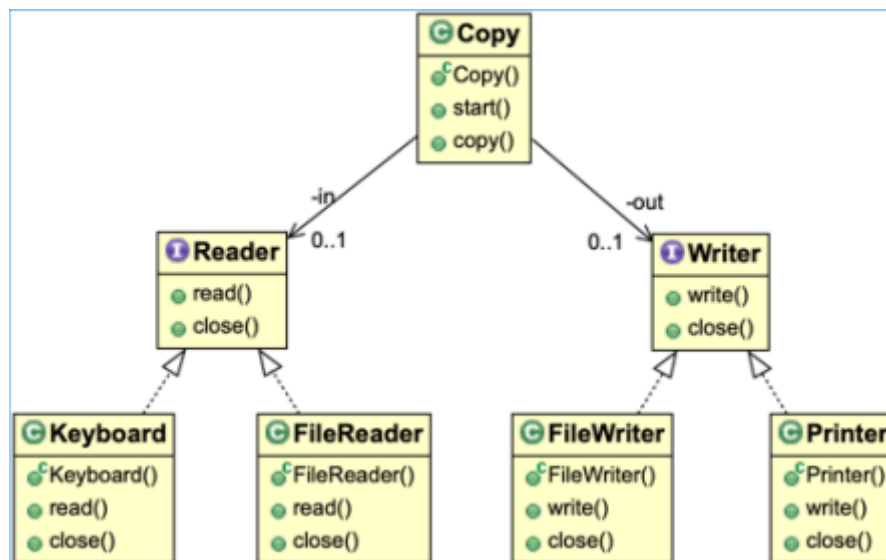 C Copy
C Copy()
start()
copy()
-in
-out
0..1
0..1
I Reader
read()
close()
I Writer
write()
close()
C Keyboard
C Keyboard()
read()
close()
C FileReader
C FileReader()
read()
close()
C FileWriter
C FileWriter()
write()
close()
C Printer
C Printer()
write()
close()